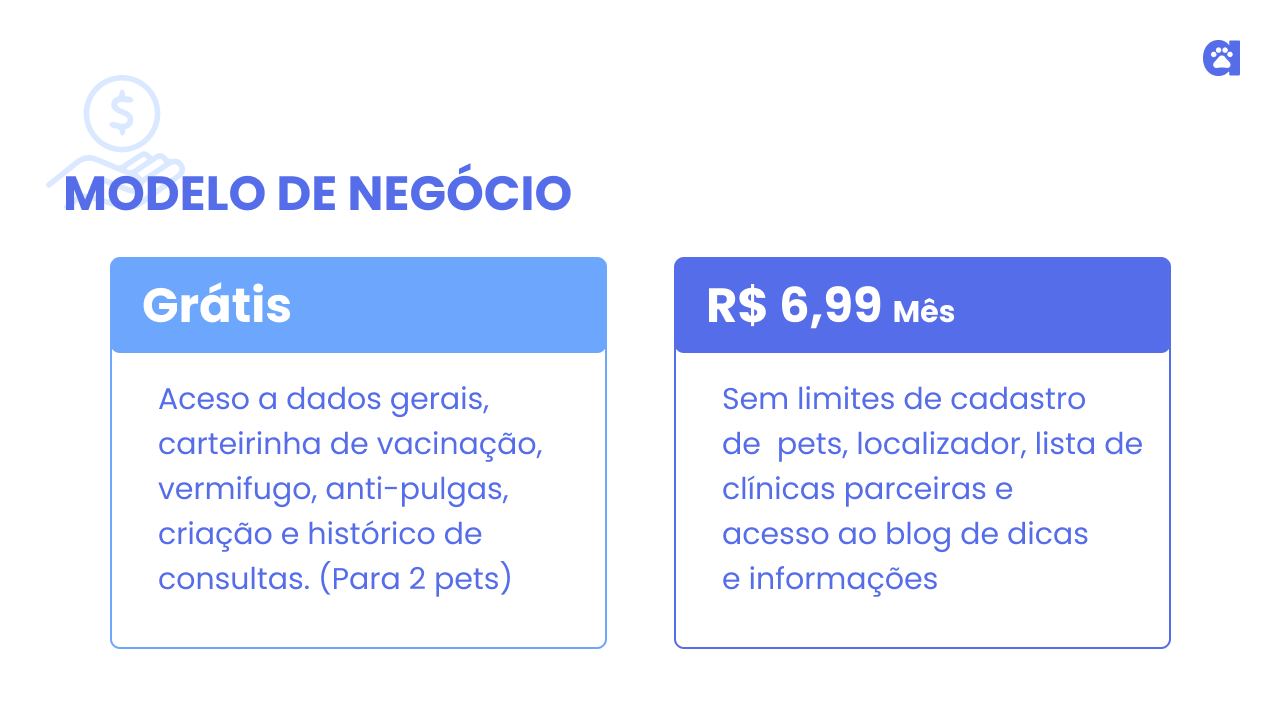 MODELO DE NEGÓCIO
Grátis
Aceso a dados gerais,
carteirinha de vacinação,
vermifugo, anti-pulgas,
criação e histórico de
consultas. (Para 2 pets)
R$ 6,99 Mês
Sem limites de cadastro
de  pets, localizador, lista de
clínicas parceiras e
acesso ao blog de dicas
e informações